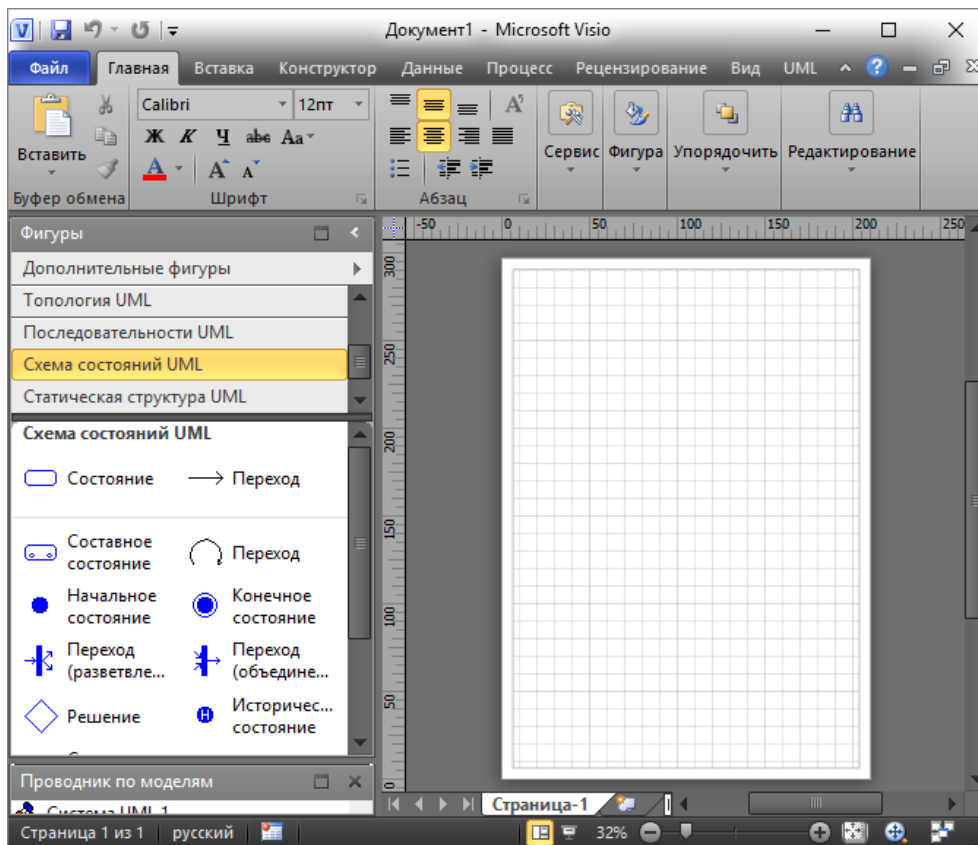 Документ1 - Microsoft Visio
Файл Главная Вставка Конструктор Данные Процесс Рецензирование Вид UML
Вставить
Буфер обмена
Calibri 12пт
Ж К Ч abc Aa
A A A
Шрифт
A
Абзац
Сервис Фигура Упорядочить Редактирование
Фигуры
Дополнительные фигуры
Топология UML
Последовательности UML
Схема состояний UML
Статическая структура UML
Схема состояний UML
Состояние Переход
Составное состояние
Переход
Начальное состояние
Конечное состояние
Переход (разветвле...
Переход (объедине...
Решение
H Историчес... состояние
Проводник по моделям
Система UML 1
-50 0 50 100 150 200 250
300
250
200
150
100
50
0
Страница-1
Страница 1 из 1 русский 32%